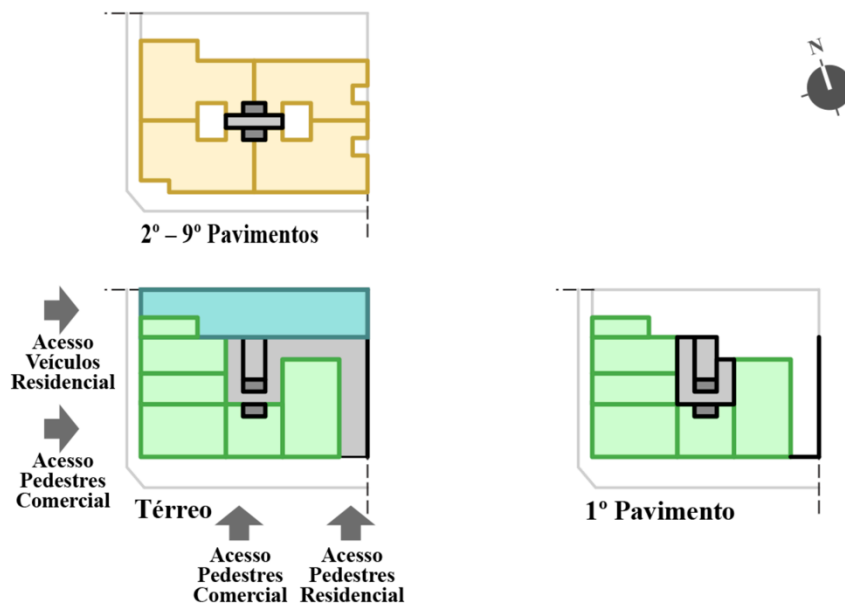 N
2º – 9º Pavimentos
Acesso
Veículos
Residencial
Acesso
Pedestres
Comercial
Térreo
1º Pavimento
Acesso
Pedestres
Comercial
Acesso
Pedestres
Residencial